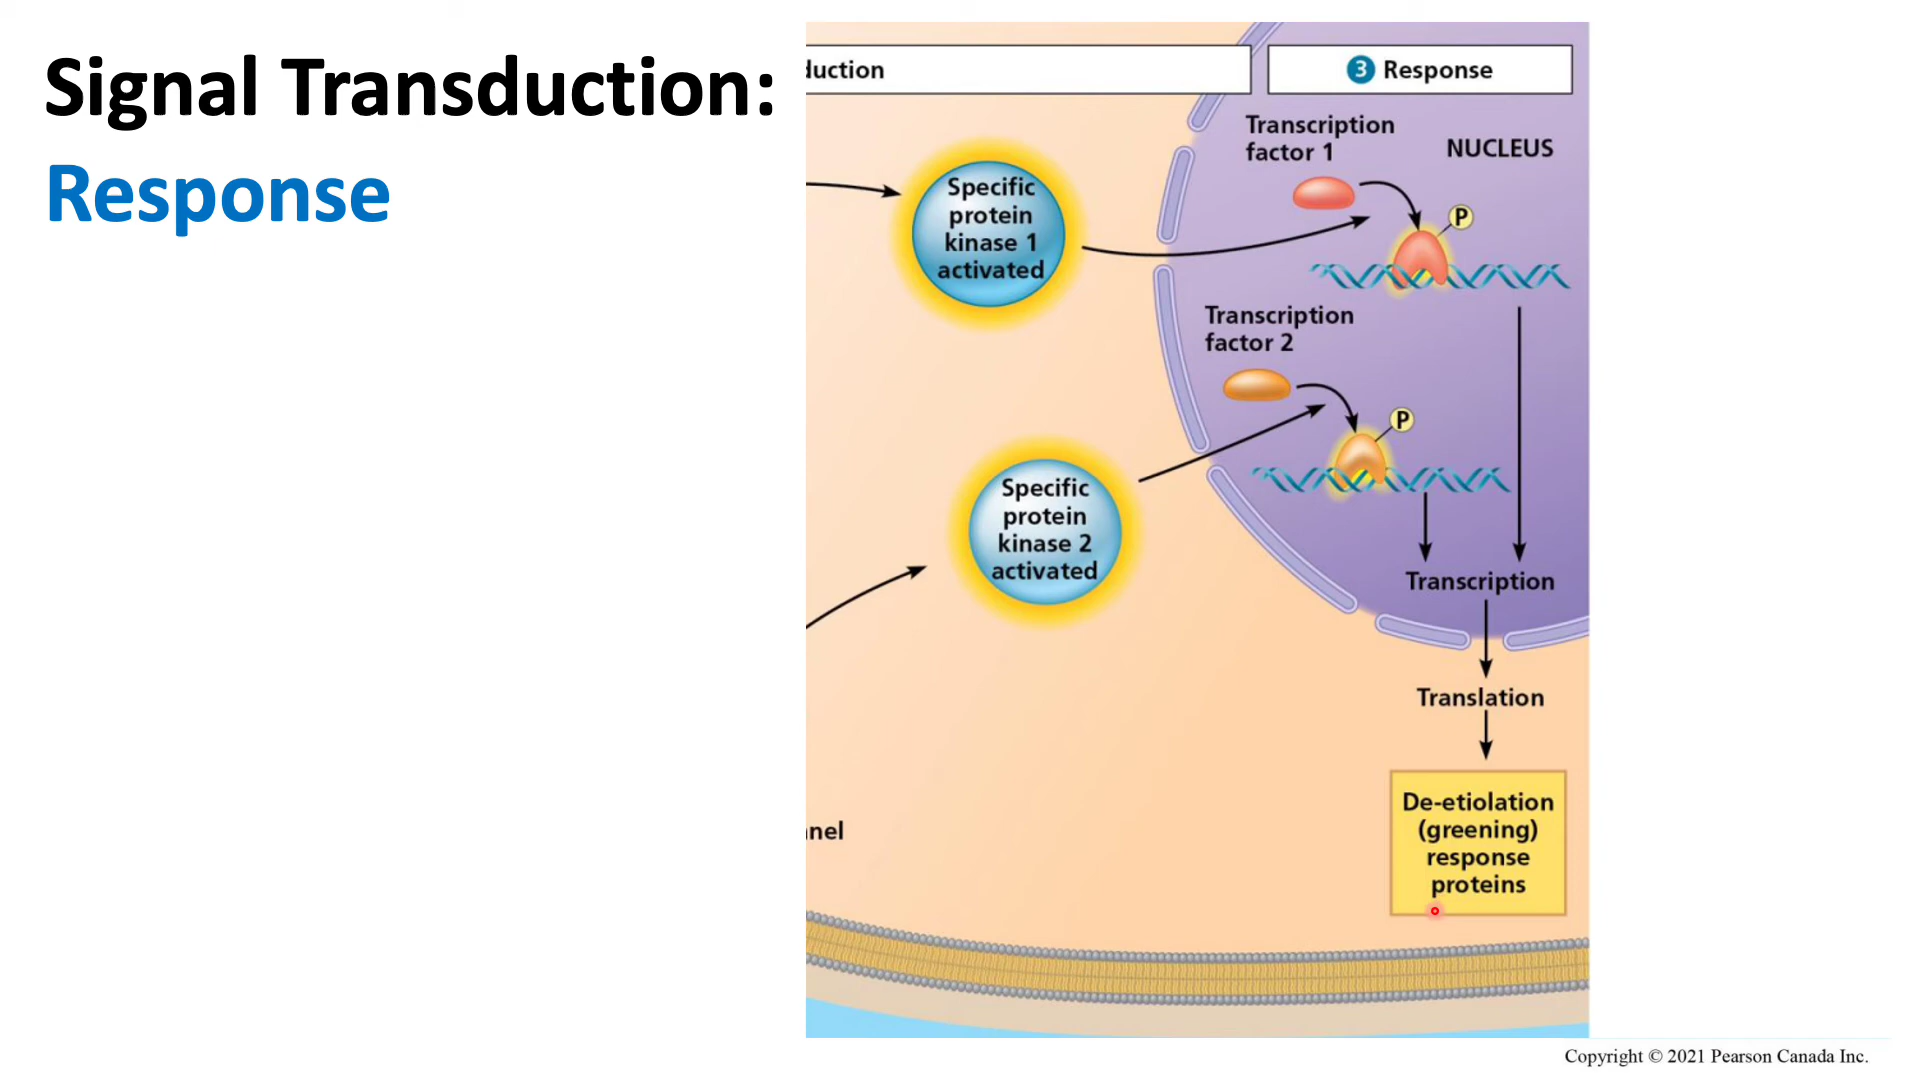 Signal Transduction:
Response
duction
3 Response
Transcription
factor 1
NUCLEUS
P
Specific
protein
kinase 1
activated
Transcription
factor 2
P
Specific
protein
kinase 2
activated
Transcription
Translation
nel
De-etiolation
(greening)
response
proteins
Copyright © 2021 Pearson Canada Inc.